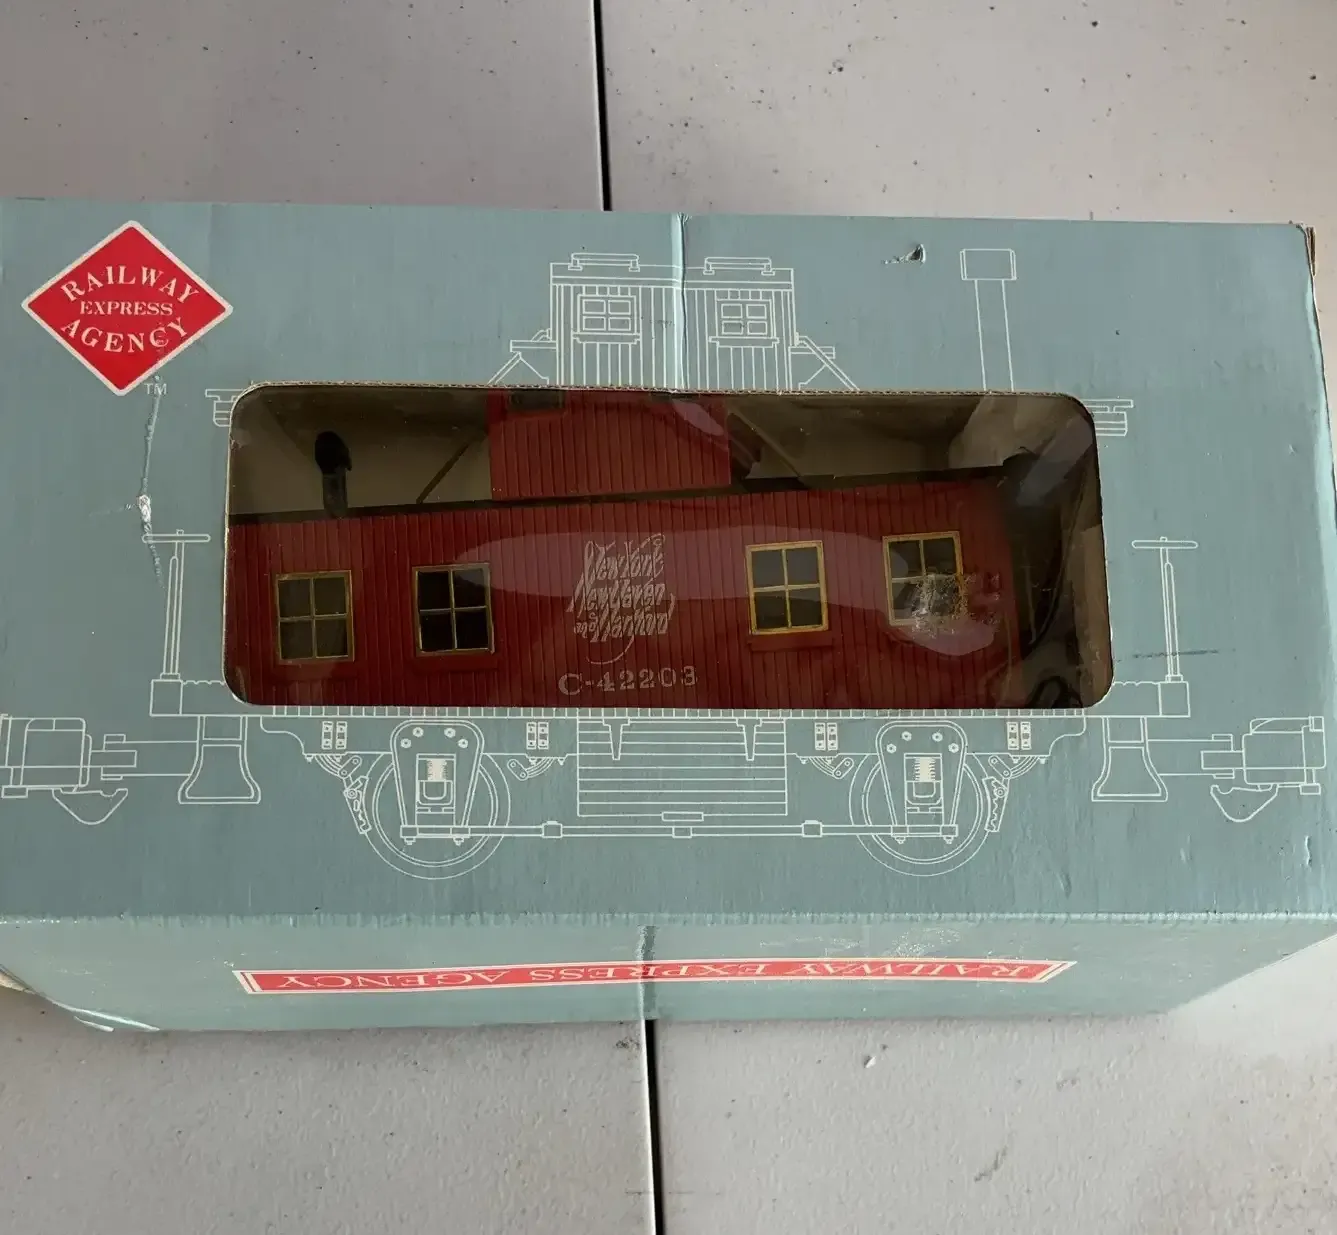 RAILWAY
EXPRESS
AGENCY
TM
New York
New Haven
and Hartford
C-42203
RAILWAY EXPRESS AGENCY